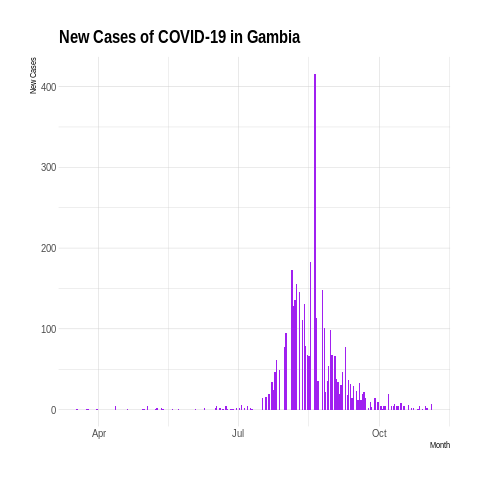 New Cases of COVID-19 in Gambia
New Cases
400
300
200
100
0
Apr
Jul
Oct
Month